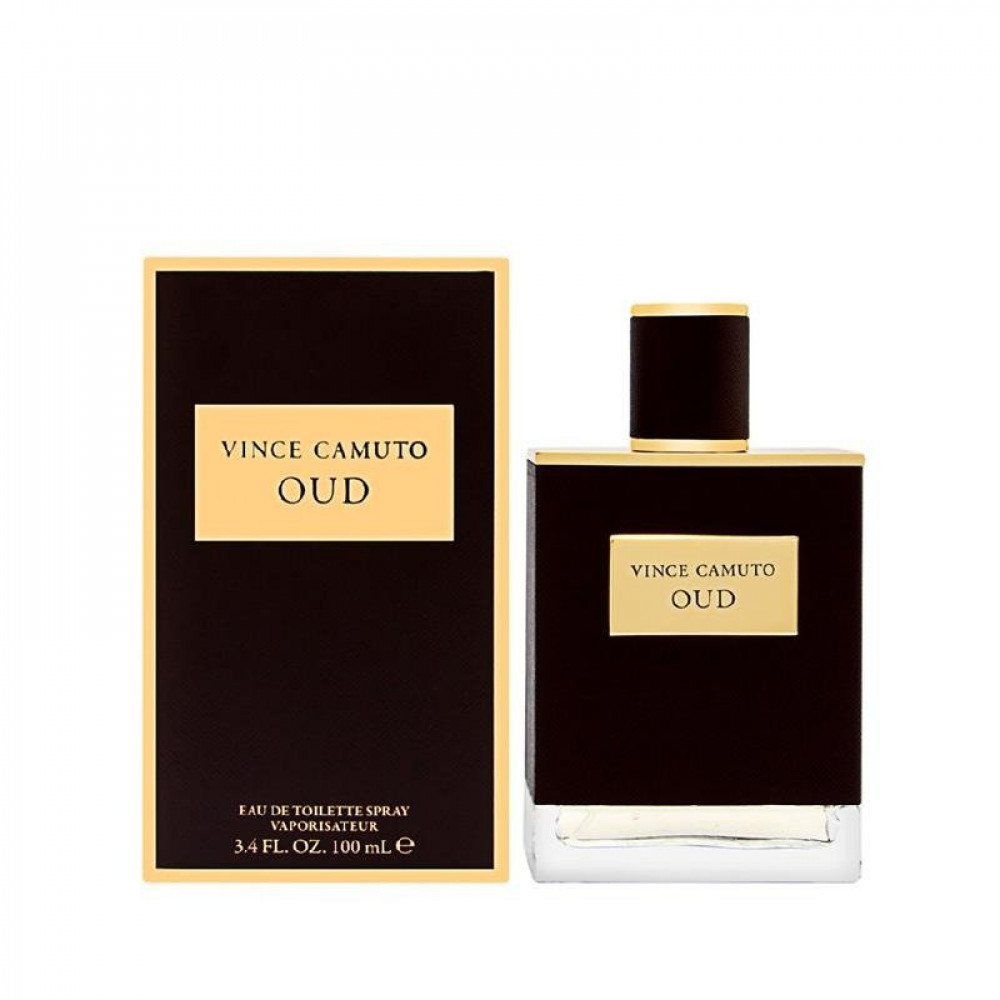 VINCE CAMUTO
OUD
EAU DE TOILETTE SPRAY
VAPORISATEUR
3.4 FL. OZ. 100 mL ℮
VINCE CAMUTO
OUD